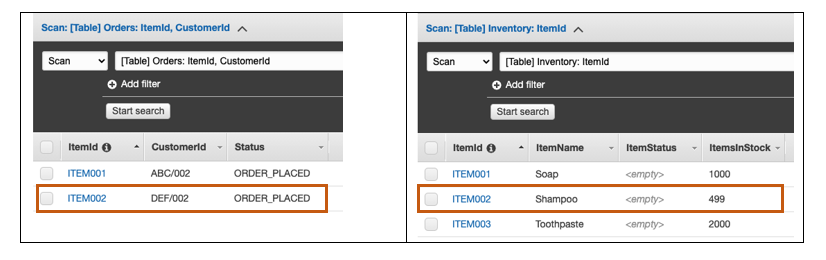 Scan: [Table] Orders: ItemId, CustomerId
Scan [Table] Orders: ItemId, CustomerId
Add filter
Start search
ItemId CustomerId Status
ITEM001 ABC/002 ORDER_PLACED
ITEM002 DEF/002 ORDER_PLACED
Scan: [Table] Inventory: ItemId
Scan [Table] Inventory: ItemId
Add filter
Start search
ItemId ItemName ItemStatus ItemsInStock
ITEM001 Soap <empty> 1000
ITEM002 Shampoo <empty> 499
ITEM003 Toothpaste <empty> 2000